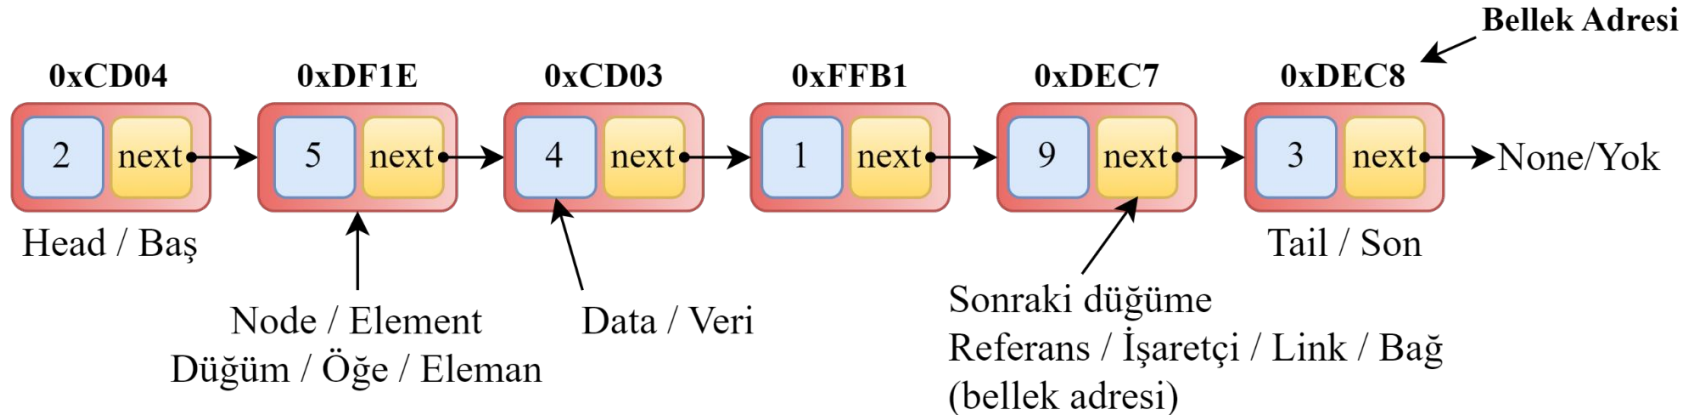 Bellek Adresi
0xCD04 0xDF1E 0xCD03 0xFFB1 0xDEC7 0xDEC8
2 next 5 next 4 next 1 next 9 next 3 next None/Yok
Head / Baş
Tail / Son
Node / Element
Düğüm / Öğe / Eleman
Data / Veri
Sonraki düğüme
Referans / İşaretçi / Link / Bağ
(bellek adresi)